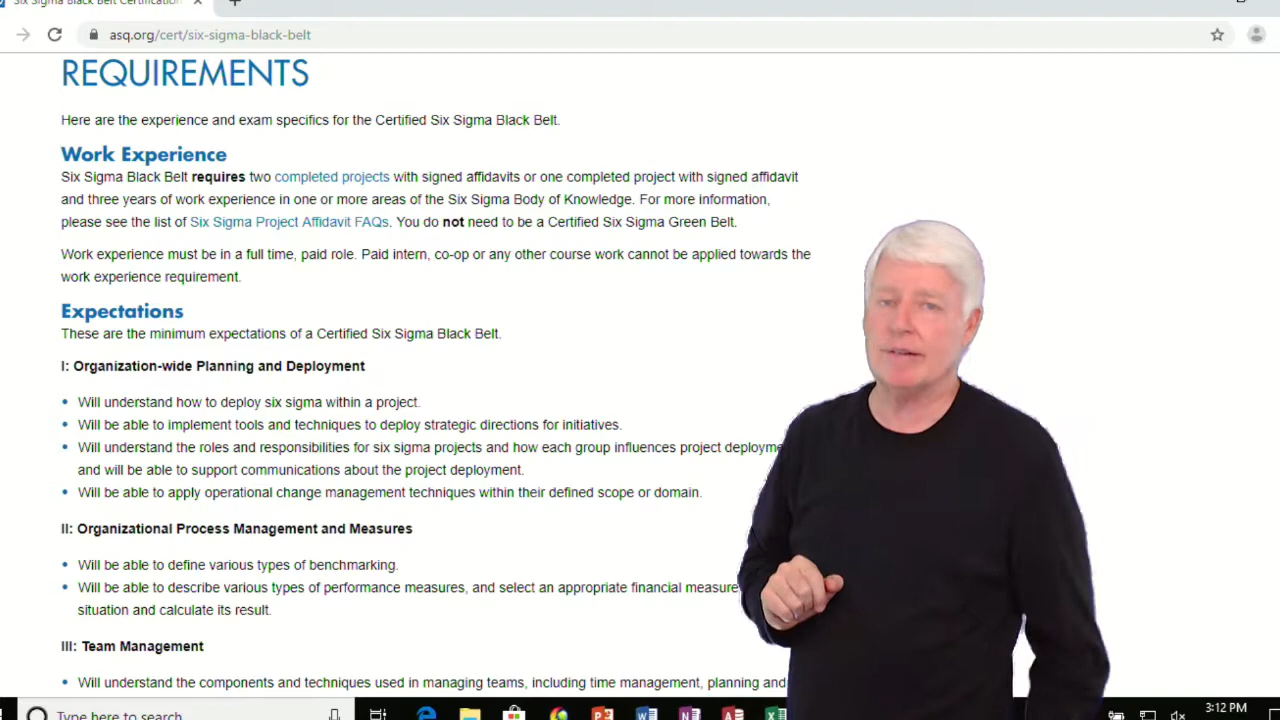 Six Sigma Black Belt Certification
asq.org/cert/six-sigma-black-belt
REQUIREMENTS
Here are the experience and exam specifics for the Certified Six Sigma Black Belt.
Work Experience
Six Sigma Black Belt requires two completed projects with signed affidavits or one completed project with signed affidavit
and three years of work experience in one or more areas of the Six Sigma Body of Knowledge. For more information,
please see the list of Six Sigma Project Affidavit FAQs. You do not need to be a Certified Six Sigma Green Belt.
Work experience must be in a full time, paid role. Paid intern, co-op or any other course work cannot be applied towards the
work experience requirement.
Expectations
These are the minimum expectations of a Certified Six Sigma Black Belt.
I: Organization-wide Planning and Deployment
• Will understand how to deploy six sigma within a project.
• Will be able to implement tools and techniques to deploy strategic directions for initiatives.
• Will understand the roles and responsibilities for six sigma projects and how each group influences project deployme
and will be able to support communications about the project deployment.
• Will be able to apply operational change management techniques within their defined scope or domain.
II: Organizational Process Management and Measures
• Will be able to define various types of benchmarking.
• Will be able to describe various types of performance measures, and select an appropriate financial measure
situation and calculate its result.
III: Team Management
• Will understand the components and techniques used in managing teams, including time management, planning and
Type here to search
3:12 PM